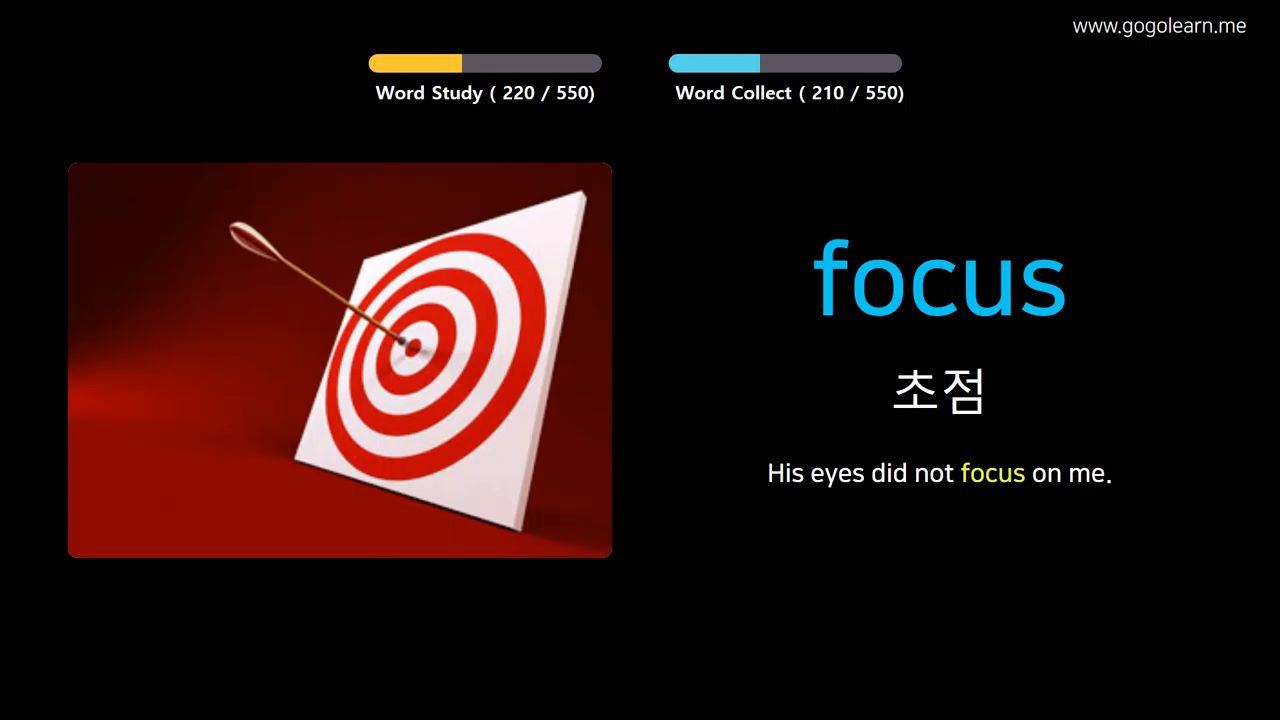 www.gogolearn.me
Word Study ( 220 / 550)
Word Collect ( 210 / 550)
focus
초점
His eyes did not focus on me.